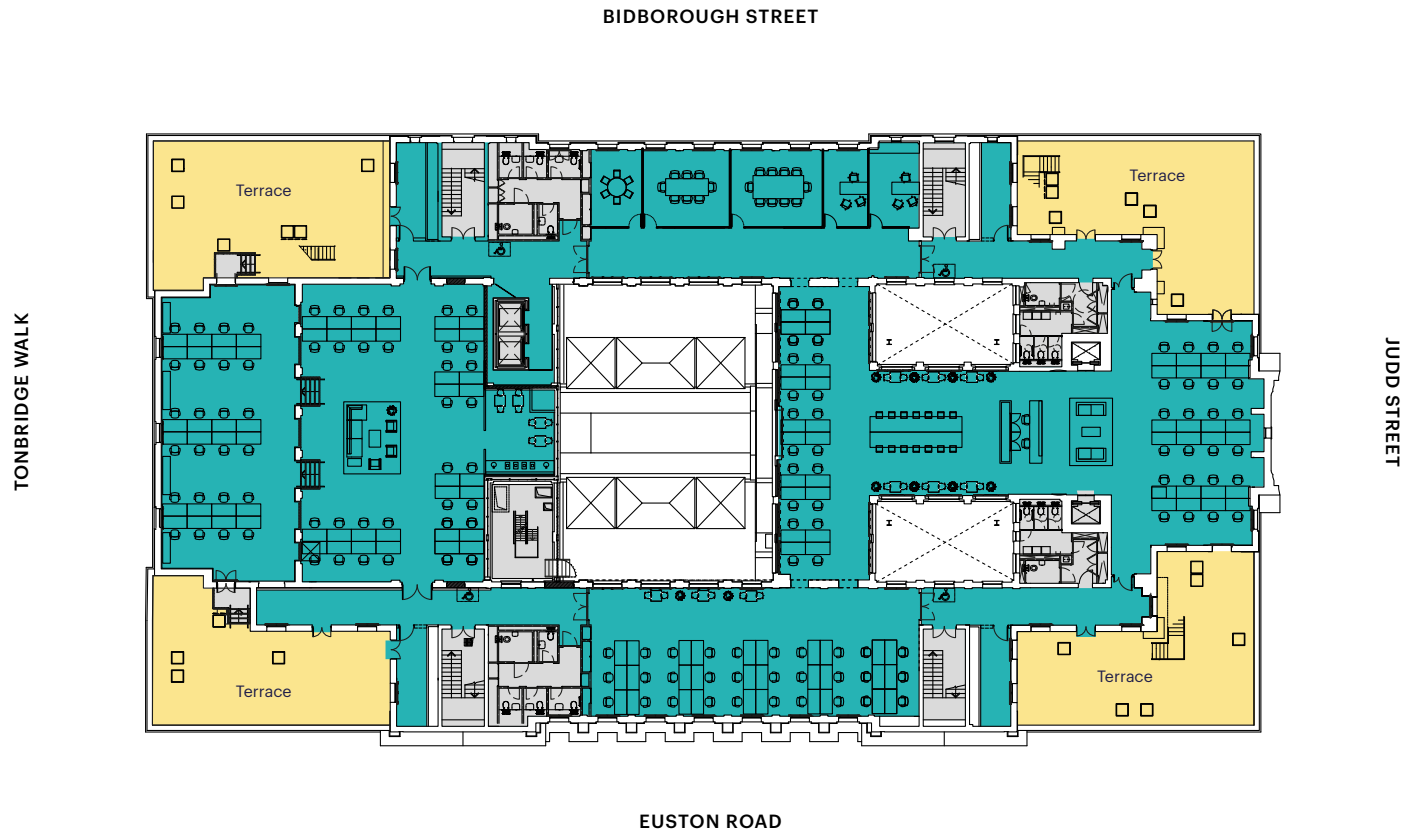 BIDBOROUGH STREET
Terrace
Terrace
TONBRIDGE WALK
JUDD STREET
Terrace
Terrace
EUSTON ROAD